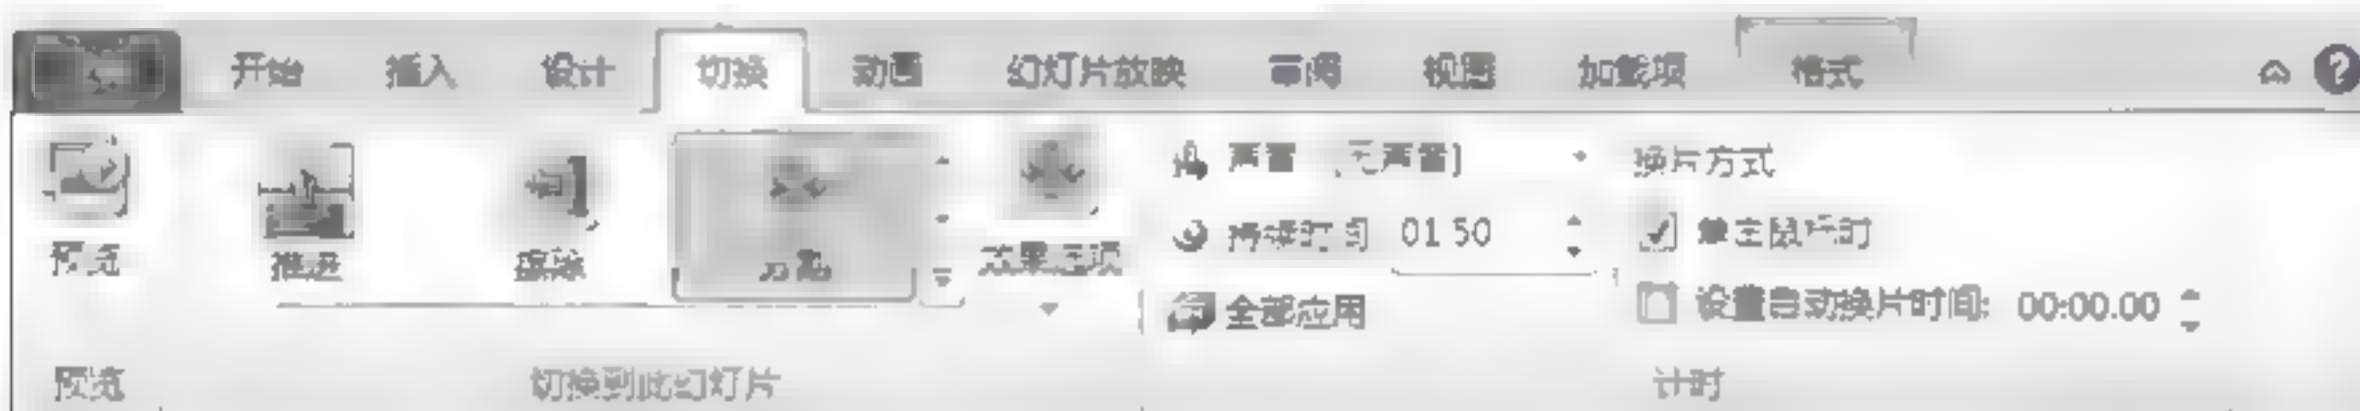 开始 插入 设计 切换 动画 幻灯片放映 审阅 视图 加载项 格式
声音 [无声音] 换片方式
持续时间 01.50 单击鼠标时
预览 推进 擦除 分割 效果选项
全部应用 设置自动换片时间: 00:00.00
预览 切换到此幻灯片 计时